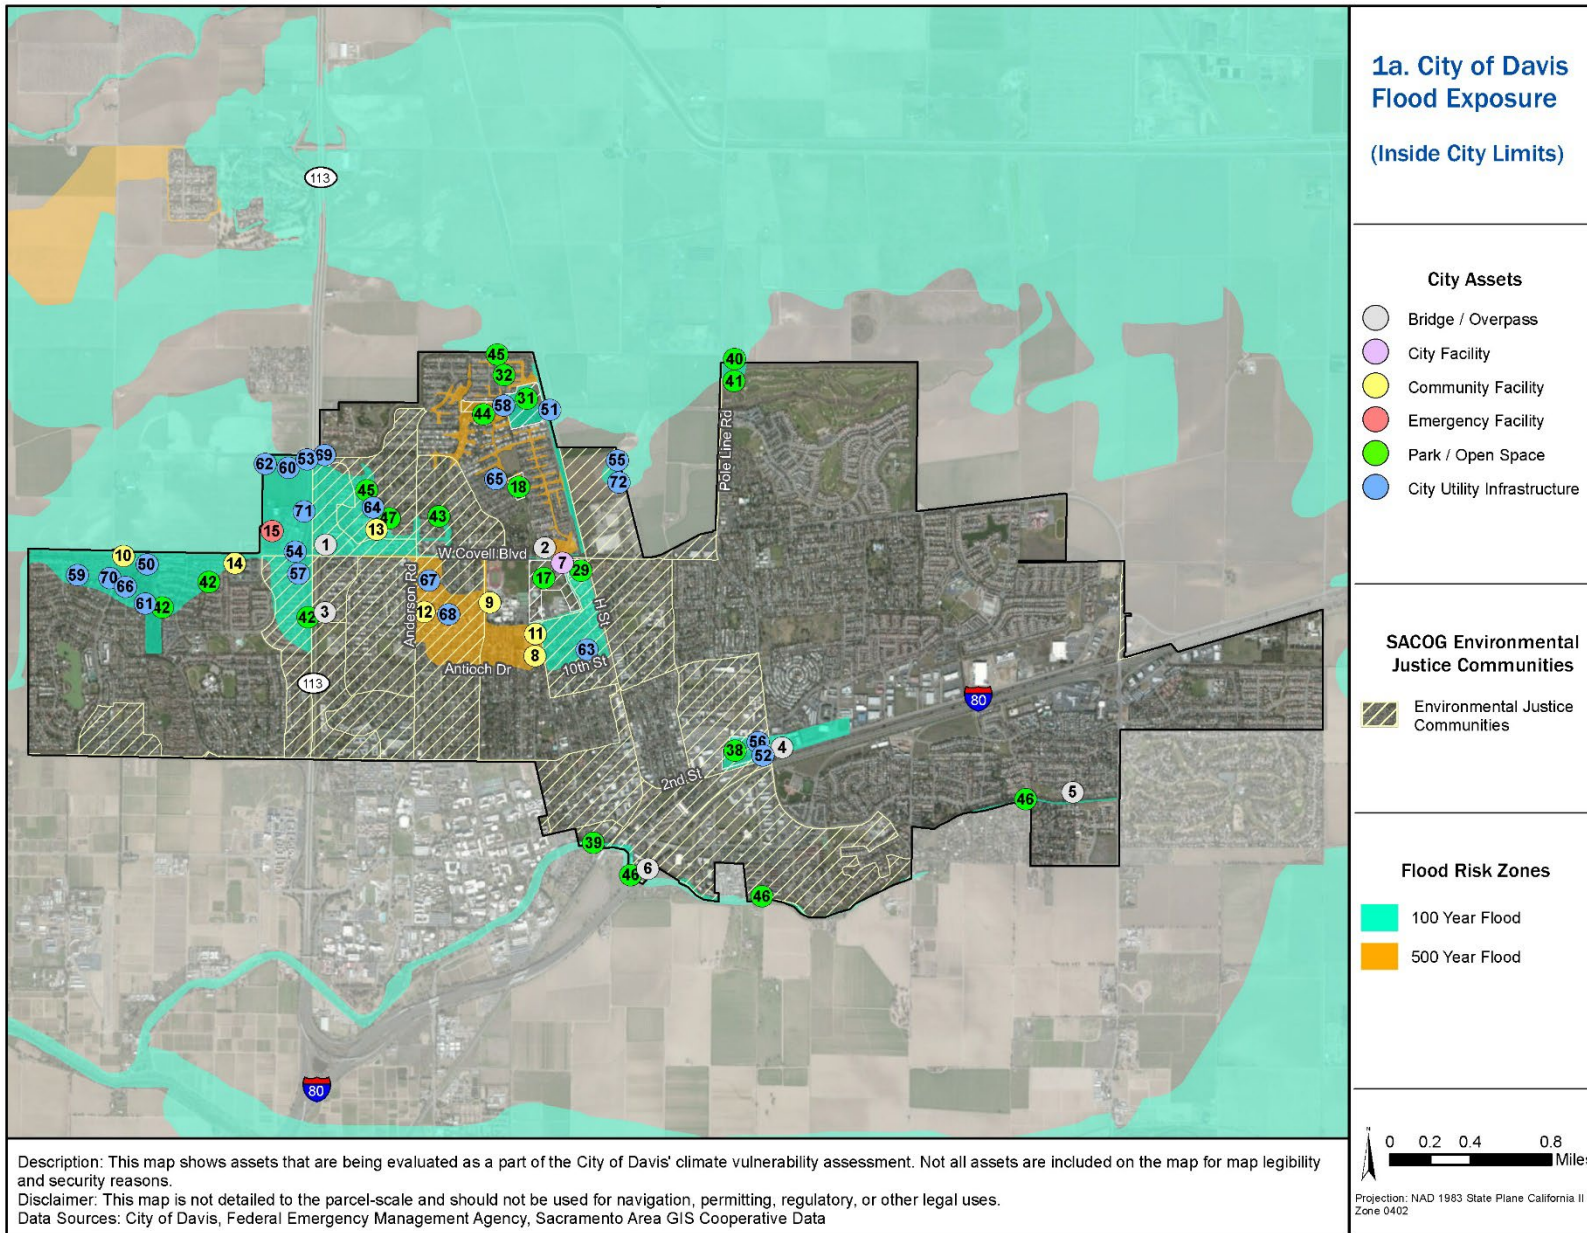 1a. City of Davis
Flood Exposure
(Inside City Limits)
City Assets
Bridge / Overpass
City Facility
Community Facility
Emergency Facility
Park / Open Space
City Utility Infrastructure
SACOG Environmental
Justice Communities
Environmental Justice
Communities
Flood Risk Zones
100 Year Flood
500 Year Flood
N
0 0.2 0.4 0.8
Miles
Projection: NAD 1983 State Plane California II
Zone 0402
113
45
40
32
41
31
58
51
44
Pole Line Rd
69
53
62
60
55
65
18
72
45
64
71
47
43
13
15
1
2
54
W Covell Blvd
10
50
14
7
29
57
59
70
42
17
67
66
Anderson Rd
61
42
9
H St
42
3
12
68
11
63
8
10th St
Antioch Dr
113
80
56
4
38
52
2nd St
46
5
39
6
46
46
80
Description: This map shows assets that are being evaluated as a part of the City of Davis' climate vulnerability assessment. Not all assets are included on the map for map legibility
and security reasons.
Disclaimer: This map is not detailed to the parcel-scale and should not be used for navigation, permitting, regulatory, or other legal uses.
Data Sources: City of Davis, Federal Emergency Management Agency, Sacramento Area GIS Cooperative Data